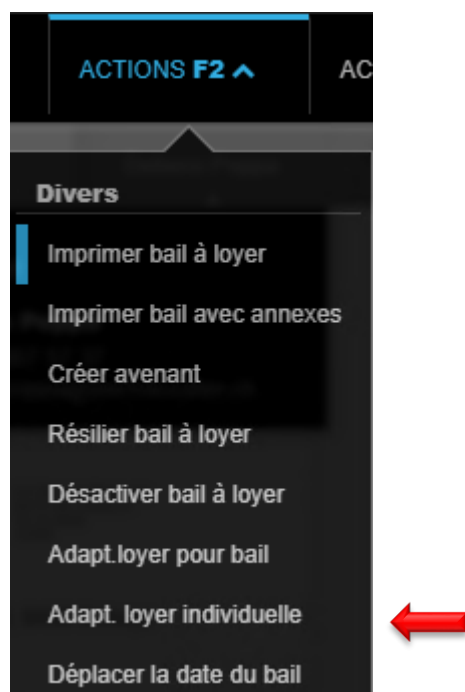 ACTIONS F2 AC
Divers
Imprimer bail à loyer
Imprimer bail avec annexes
Créer avenant
Résilier bail à loyer
Désactiver bail à loyer
Adapt.loyer pour bail
Adapt. loyer individuelle
Déplacer la date du bail